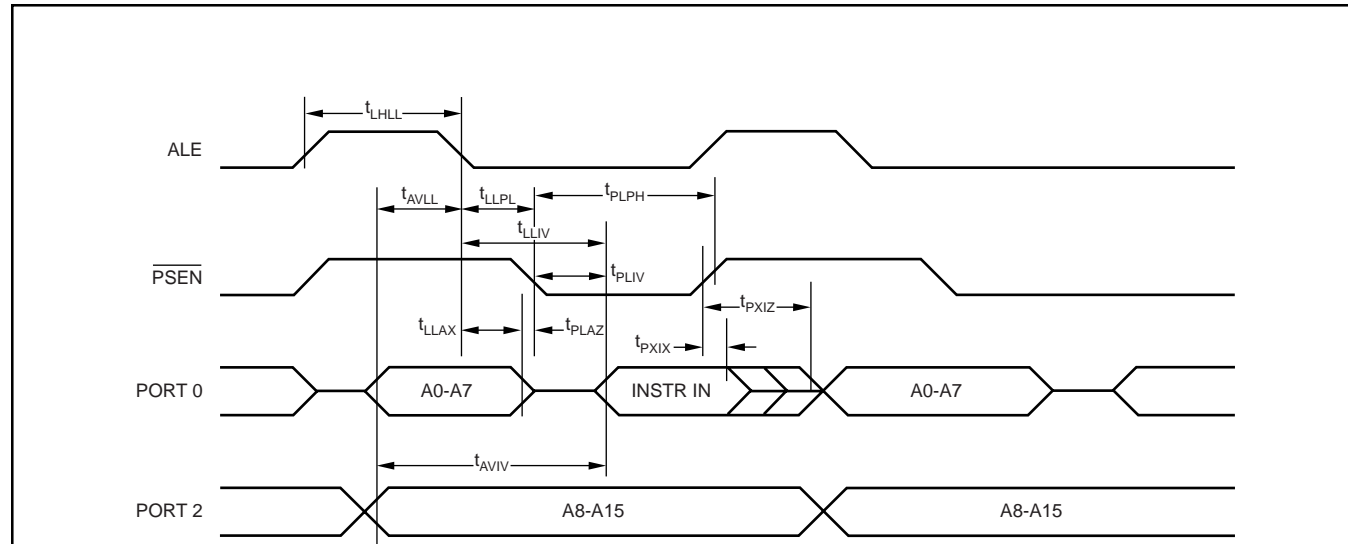 tLHLL
ALE
tAVLL tLLPL tPLPH
tLLIV
PSEN
tPLIV
tPXIZ
tLLAX tPLAZ
tPXIX
PORT 0 A0-A7 INSTR IN A0-A7
tAVIV
PORT 2 A8-A15 A8-A15